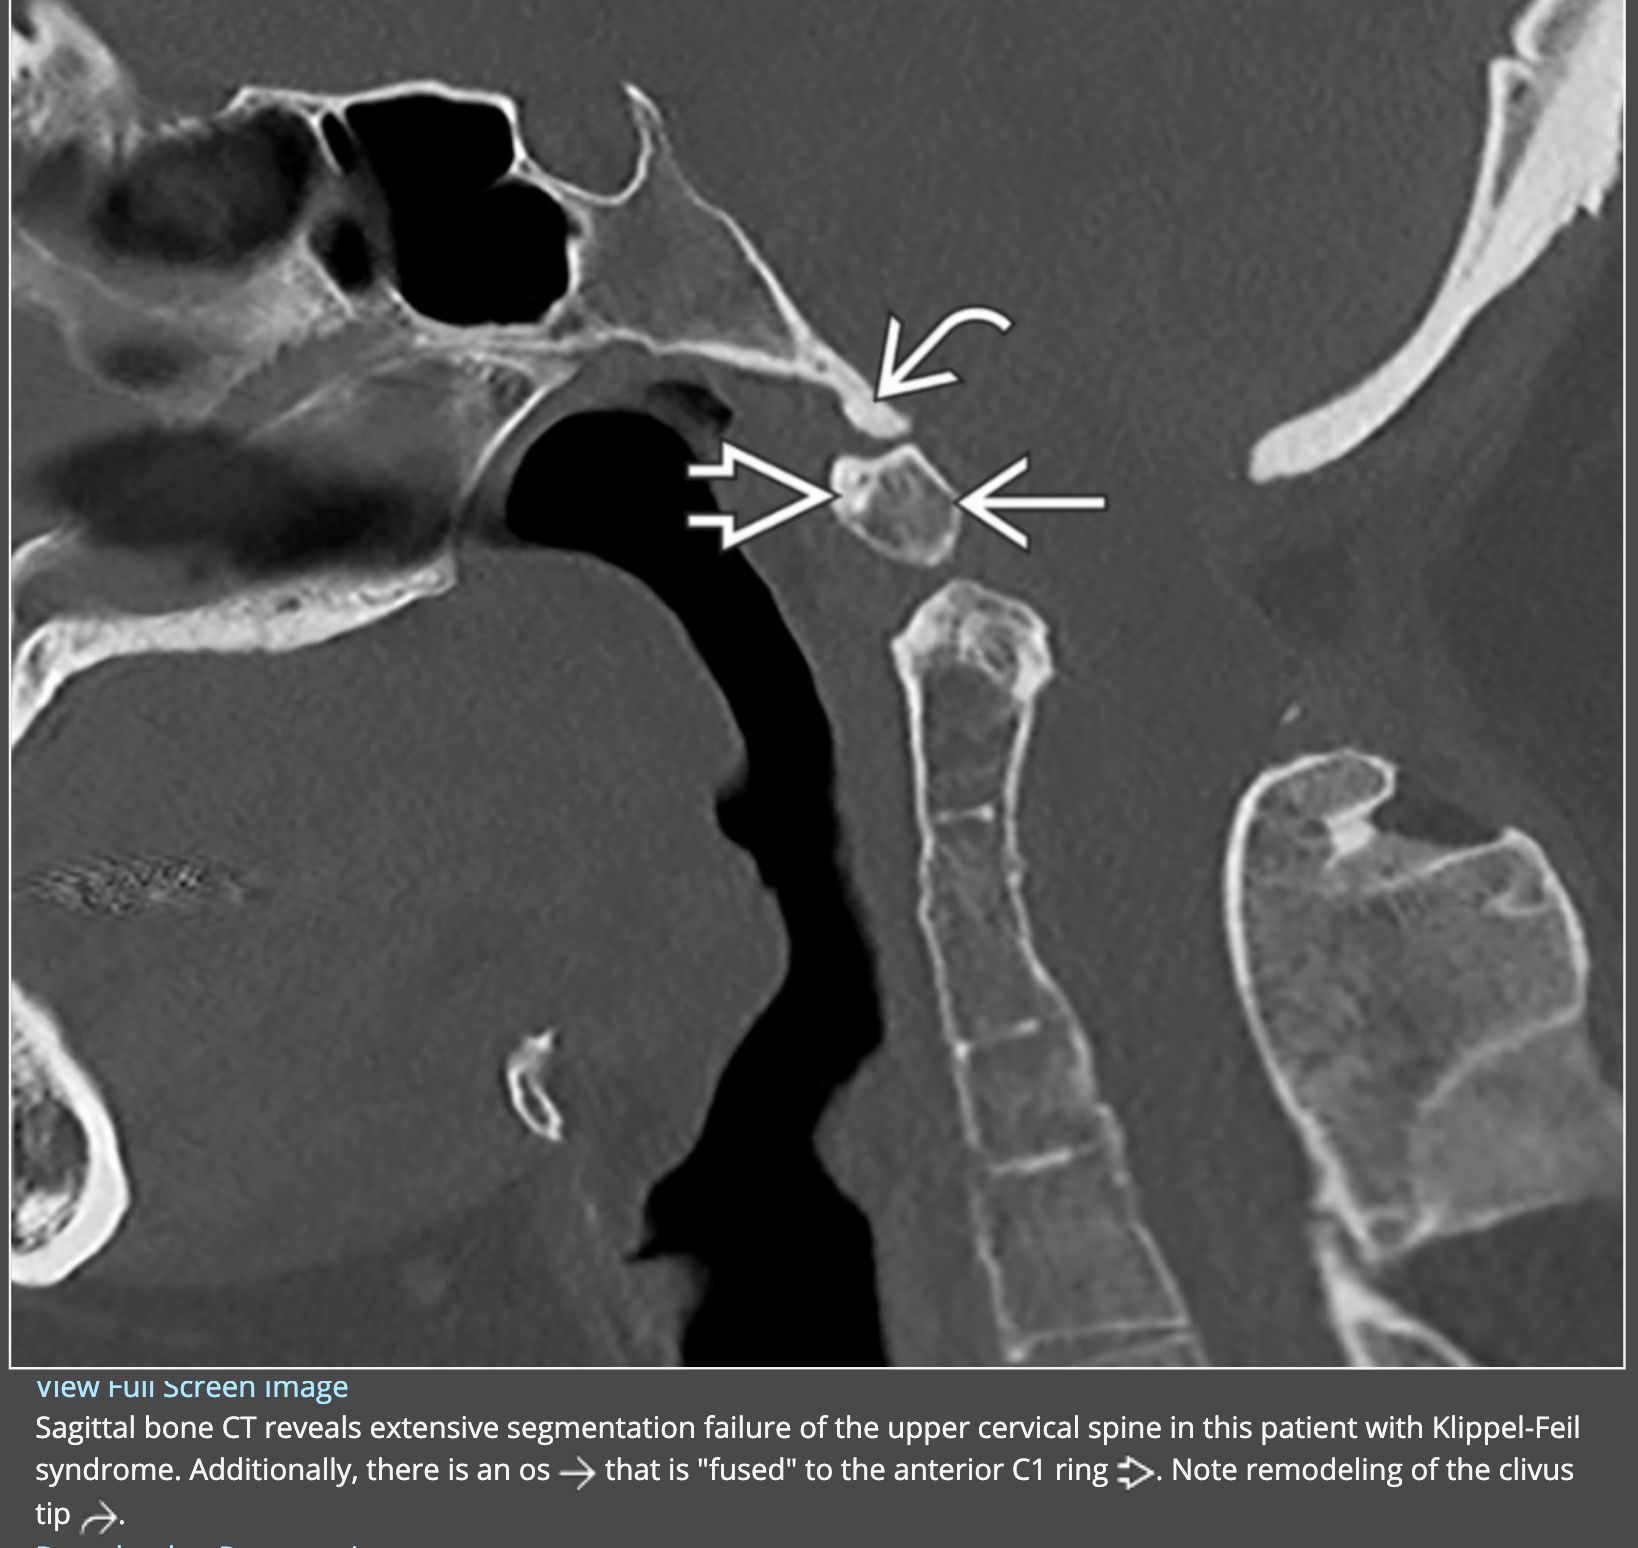 View Full Screen Image
Sagittal bone CT reveals extensive segmentation failure of the upper cervical spine in this patient with Klippel-Feil
syndrome. Additionally, there is an os → that is "fused" to the anterior C1 ring ⇨. Note remodeling of the clivus
tip ↷.